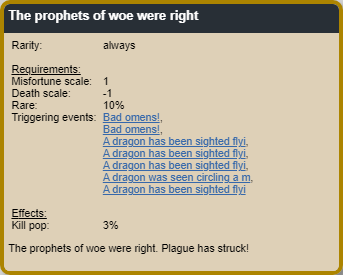 The prophets of woe were right
Rarity: always
Requirements:
Misfortune scale: 1
Death scale: -1
Rare: 10%
Triggering events: Bad omens!,
Bad omens!,
A dragon has been sighted flyi,
A dragon has been sighted flyi,
A dragon has been sighted flyi,
A dragon was seen circling a m,
A dragon has been sighted flyi
Effects:
Kill pop: 3%
The prophets of woe were right. Plague has struck!